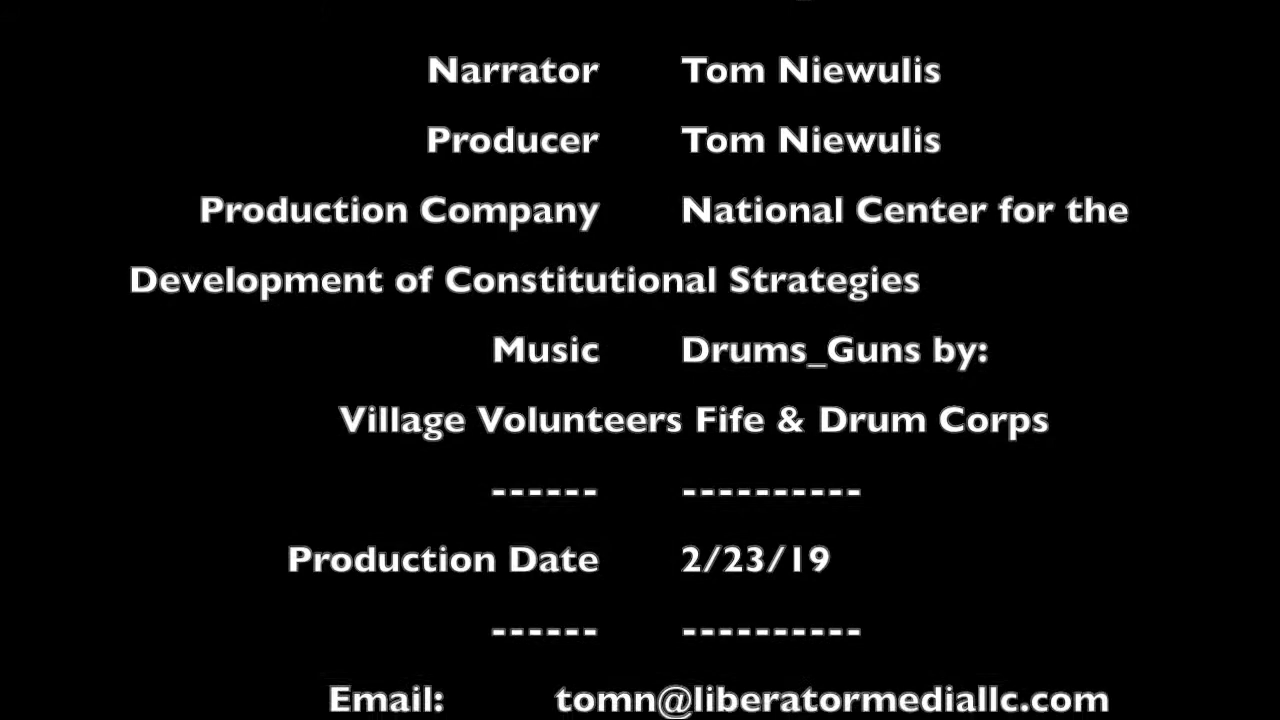 Narrator Tom Niewulis
Producer Tom Niewulis
Production Company National Center for the
Development of Constitutional Strategies
Music Drums_Guns by:
Village Volunteers Fife & Drum Corps
------ ----------
Production Date 2/23/19
------ ----------
Email: tomn@liberatormediallc.com